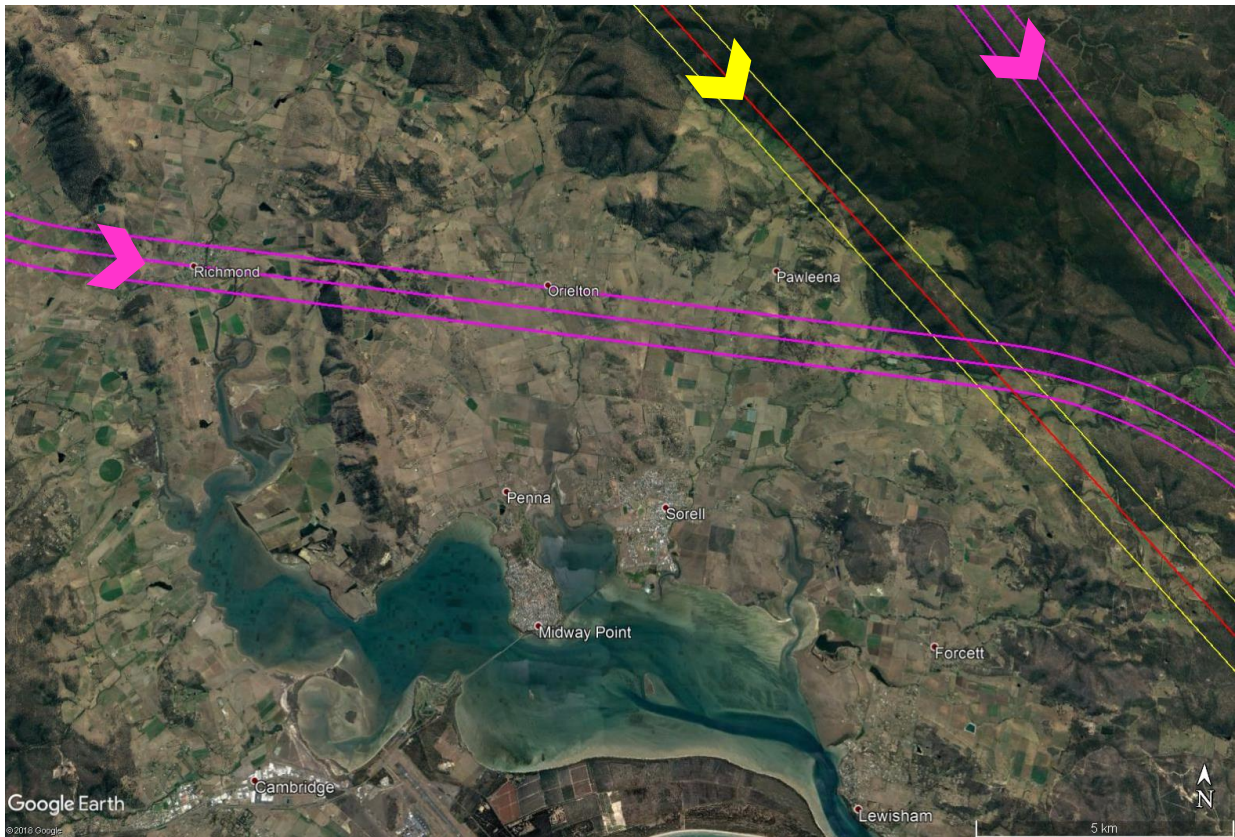 Richmond
Orielton
Pawleena
Penna
Sorell
Midway Point
Forcett
Cambridge
Lewisham
N
Google Earth
© 2018 Google
5 km